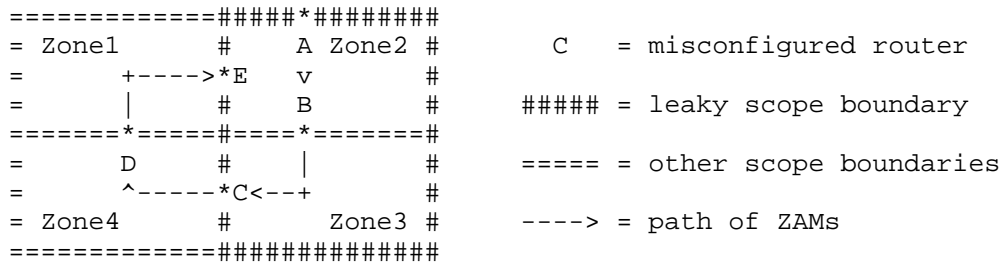 =============#####*########
= Zone1       #    A Zone2 #       C   = misconfigured router
=      +---->*E   v        #
=      |      #    B        #     ##### = leaky scope boundary
=======*=====#====*=======#
=      D      #    |        #     ===== = other scope boundaries
=      ^-----*C<--+        #
= Zone4       #      Zone3 #     ----> = path of ZAMs
=============##############